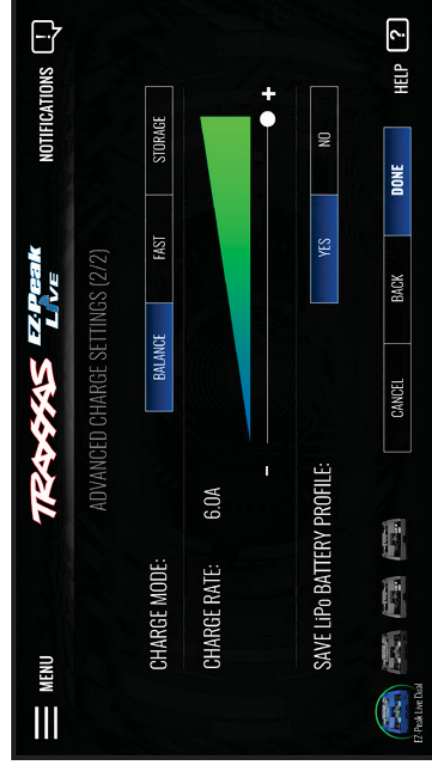 MENU
TRAXXAS EZ-Peak LIVE
NOTIFICATIONS
ADVANCED CHARGE SETTINGS (2/2)
CHARGE MODE: BALANCE FAST STORAGE
CHARGE RATE: 6.0A - +
SAVE LiPo BATTERY PROFILE: YES NO
CANCEL BACK DONE HELP ?
EZ-Peak Live Dual